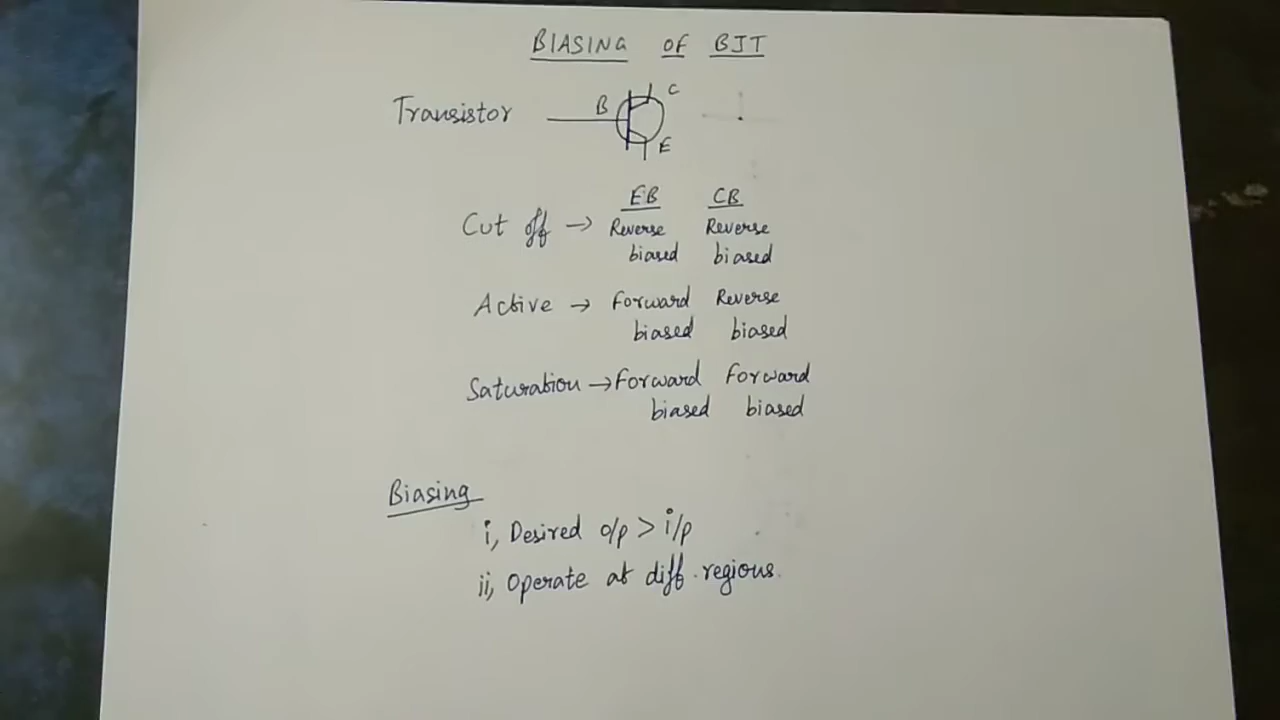 BIASING OF BJT
Transistor B C
E
EB CB
Cut off → Reverse Reverse
biased biased
Active → Forward Reverse
biased biased
Saturation → Forward Forward
biased biased
Biasing
i, Desired o/p > i/p
ii, Operate at diff. regions.